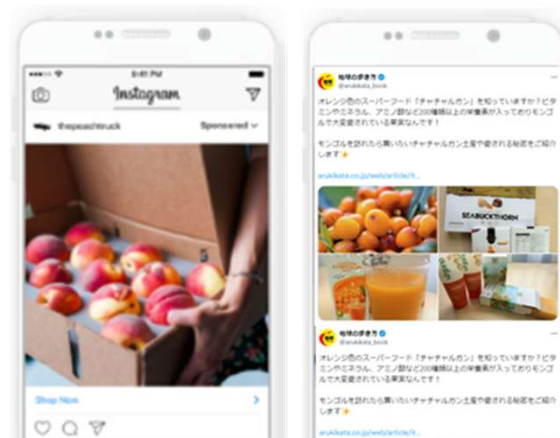 9:41 PM
Instagram
thepeachtruck
Sponsored
Shop Now
地球の歩き方
@arukikata_book
オレンジ色のスーパーフード「チャチャルガン」を知っていますか？ビタ
ミンやミネラル、アミノ酸など200種類以上の栄養素が入っておりモンゴ
ルで大変愛されている果実なんです！
モンゴルを訪れたら買いたいチャチャルガン土産や愛される秘密をご紹介
します
arukikata.co.jp/web/article/it...
SEABUCKTHORN
地球の歩き方
@arukikata_book
オレンジ色のスーパーフード「チャチャルガン」を知っていますか？ビタ
ミンやミネラル、アミノ酸など200種類以上の栄養素が入っておりモンゴ
ルで大変愛されている果実なんです！
モンゴルを訪れたら買いたいチャチャルガン土産や愛される秘密をご紹介
します
arukikata.co.jp/web/article/it...